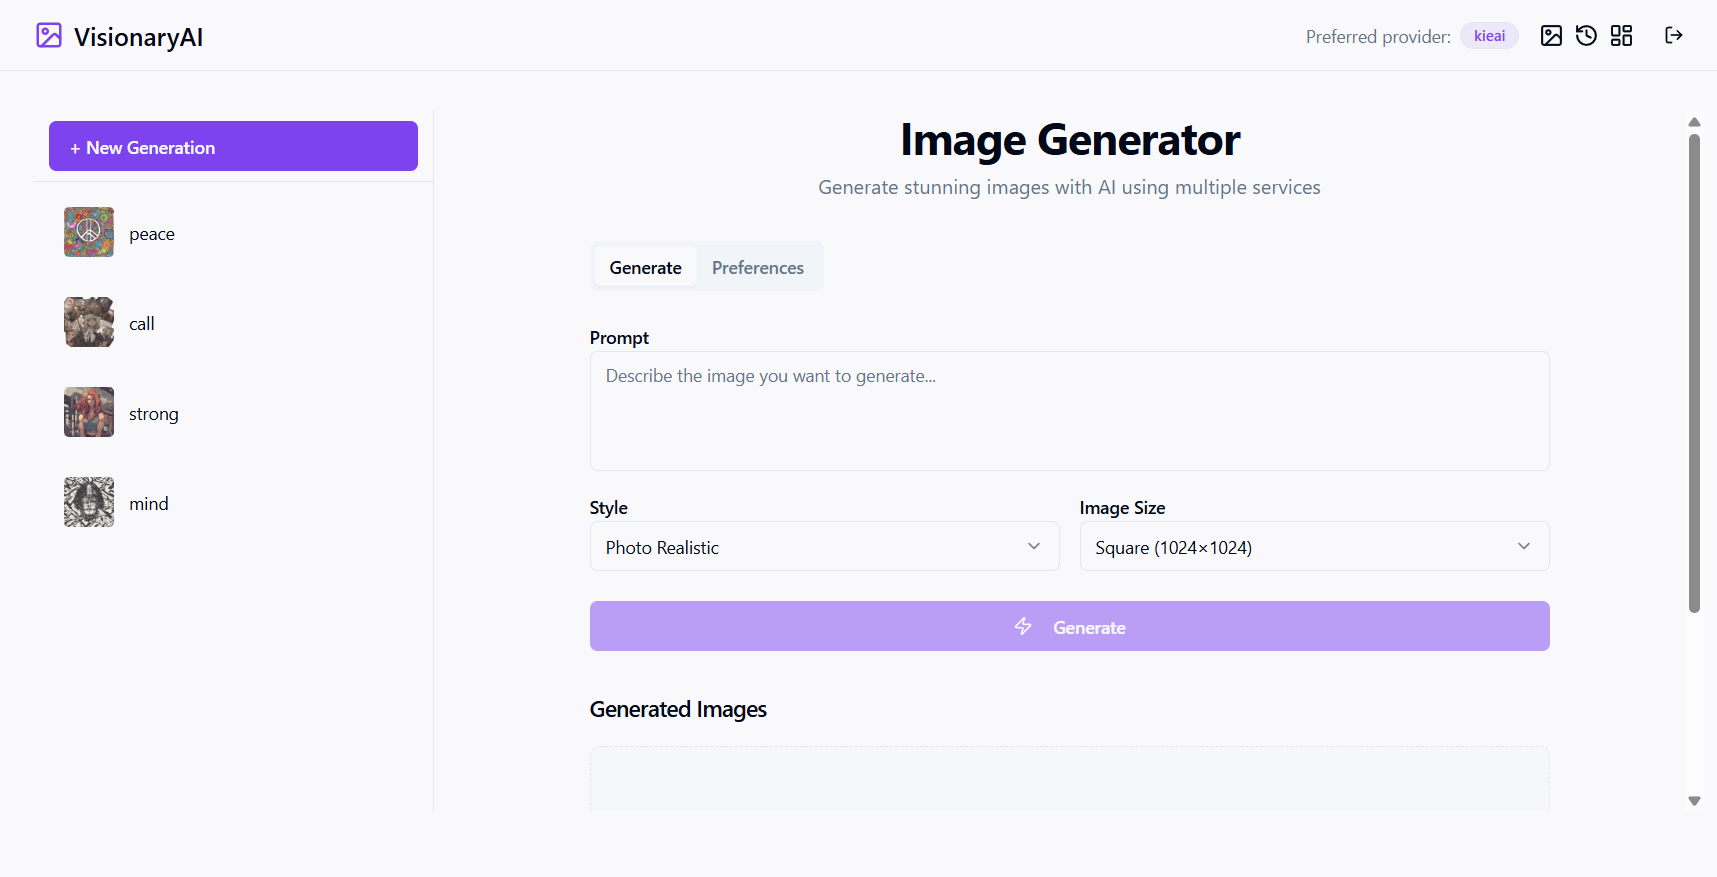 VisionaryAI
Preferred provider: kieai
+ New Generation
peace
call
strong
mind
Image Generator
Generate stunning images with AI using multiple services
Generate Preferences
Prompt
Describe the image you want to generate...
Style
Photo Realistic
Image Size
Square (1024×1024)
Generate
Generated Images